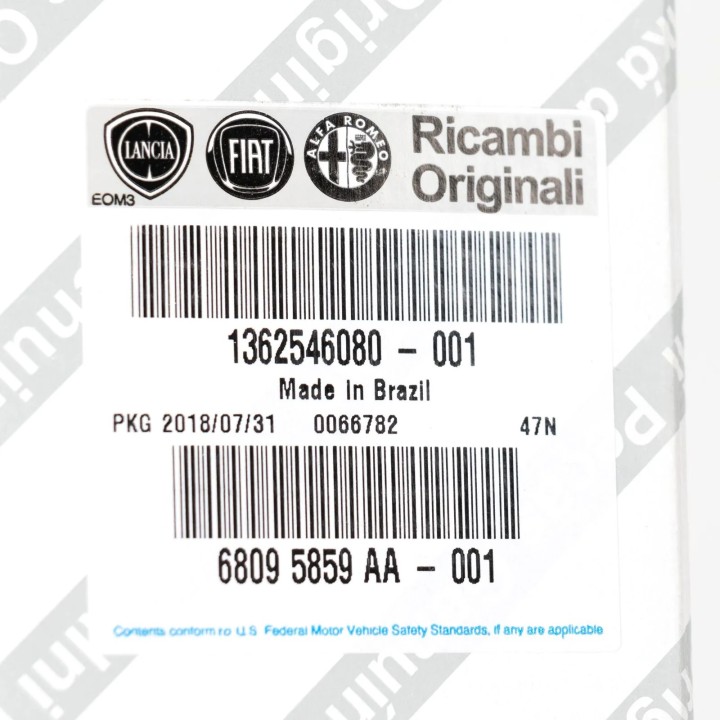 LANCIA FIAT ALFA ROMEO Ricambi
EOM3 Originali
1362546080 - 001
Made in Brazil
PKG 2018/07/31 0066782 47N
6809 5859 AA - 001
Contents conform to U.S. Federal Motor Vehicle Safety Standards, if any are applicable